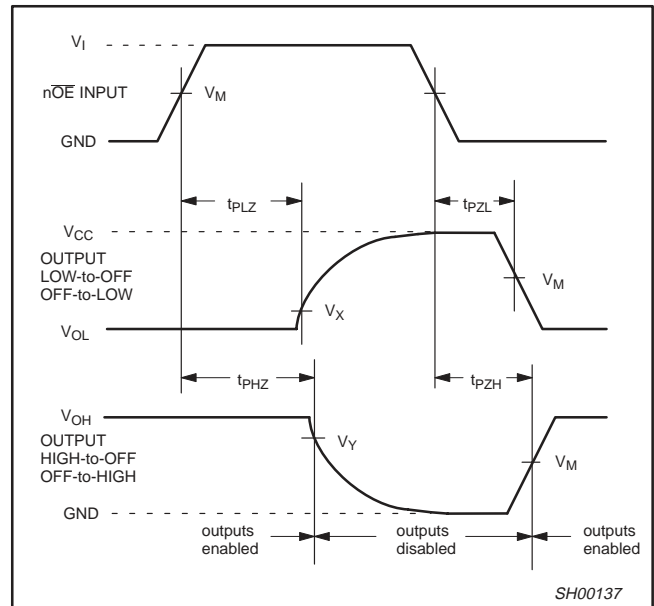 V_I
nOE INPUT
V_M
GND
t_PLZ
t_PZL
V_CC
OUTPUT
LOW-to-OFF
OFF-to-LOW
V_M
V_X
V_OL
t_PHZ
t_PZH
V_OH
OUTPUT
HIGH-to-OFF
OFF-to-HIGH
V_Y
V_M
GND
outputs enabled
outputs disabled
outputs enabled
SH00137